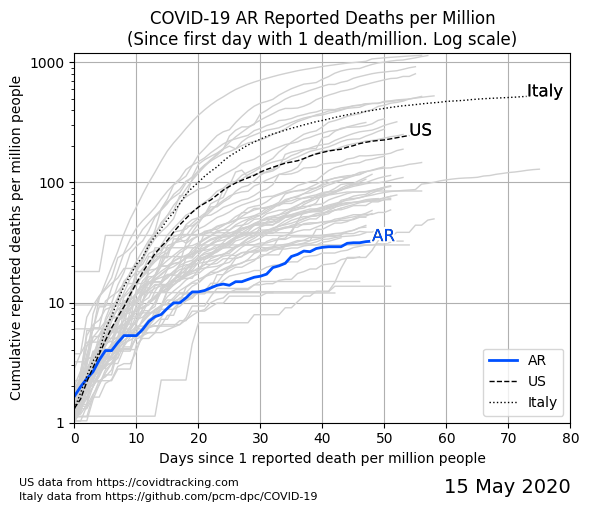 COVID-19 AR Reported Deaths per Million
(Since first day with 1 death/million. Log scale)
Cumulative reported deaths per million people
1000
100
10
1
Italy
US
AR
AR
US
Italy
0 10 20 30 40 50 60 70 80
Days since 1 reported death per million people
US data from https://covidtracking.com
Italy data from https://github.com/pcm-dpc/COVID-19
15 May 2020